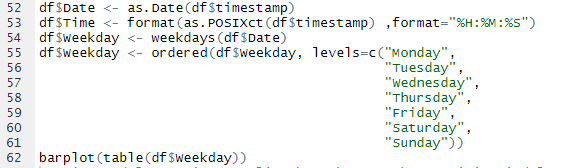 52 df$Date <- as.Date(df$timestamp)
53 df$Time <- format(as.POSIXct(df$timestamp) ,format="%H:%M:%S")
54 df$Weekday <- weekdays(df$Date)
55 df$Weekday <- ordered(df$Weekday, levels=c("Monday",
56 "Tuesday",
57 "Wednesday",
58 "Thursday",
59 "Friday",
60 "Saturday",
61 "Sunday"))
62 barplot(table(df$Weekday))